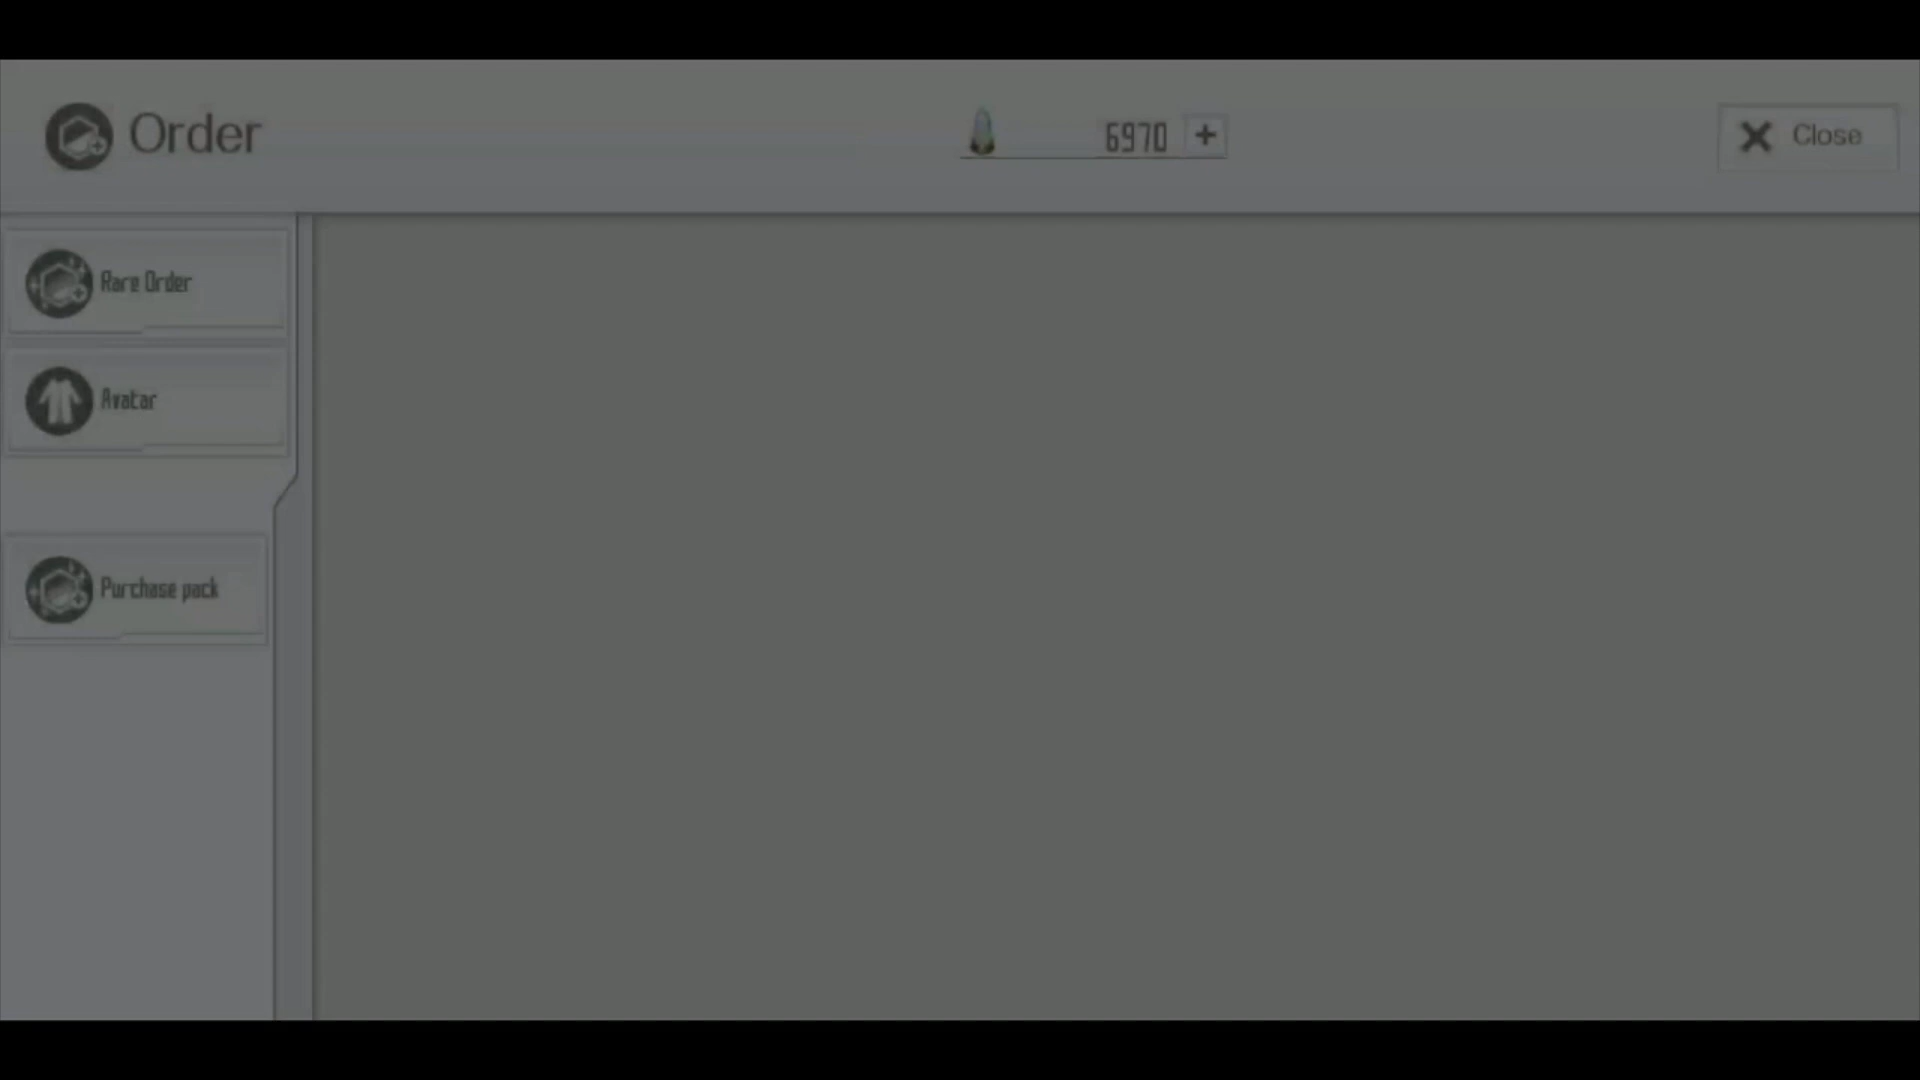 Order
6970 +
Close
Rare Order
Avatar
Purchase pack